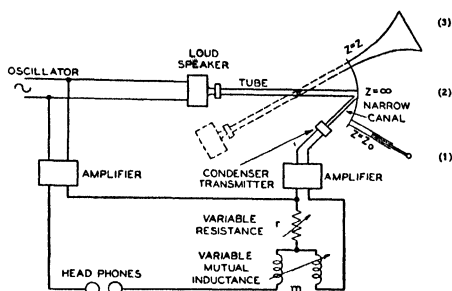 (3)
LOUD
SPEAKER
Z=Z
OSCILLATOR
TUBE
Z=∞
(2)
NARROW
CANAL
Z=Z₀
(1)
CONDENSER
TRANSMITTER
AMPLIFIER
AMPLIFIER
VARIABLE
RESISTANCE
r
VARIABLE
MUTUAL
INDUCTANCE
HEAD PHONES
m